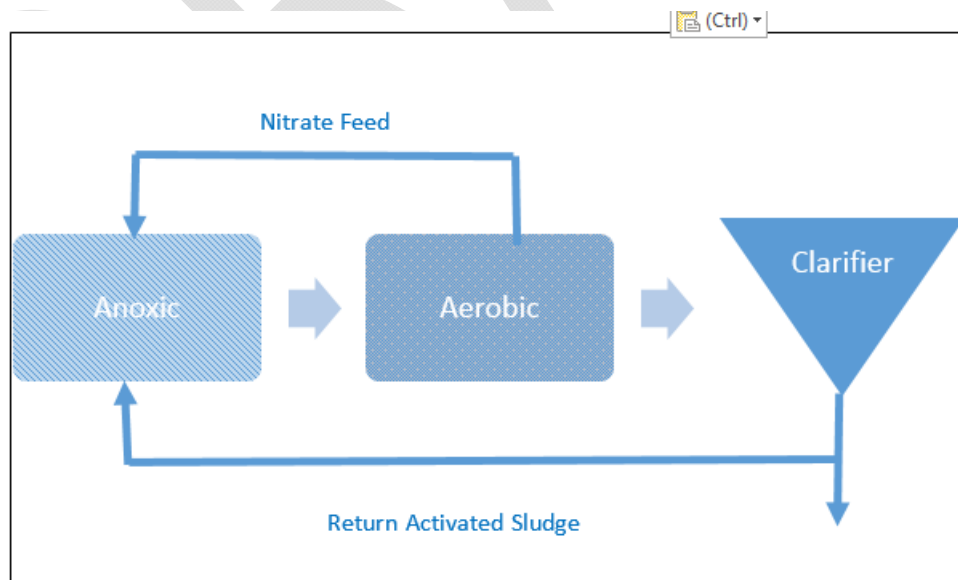 (Ctrl)
Nitrate Feed
Anoxic
Aerobic
Clarifier
Return Activated Sludge